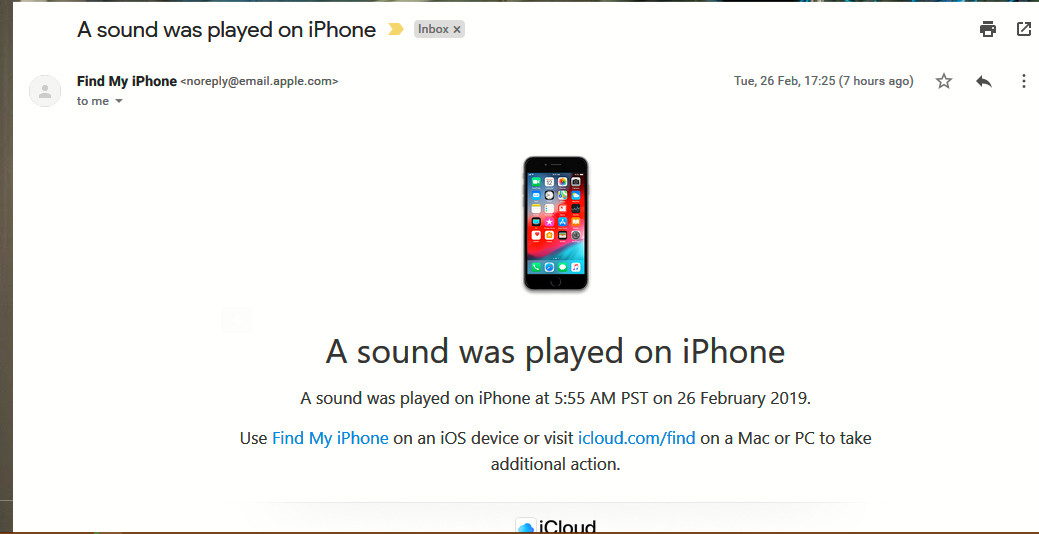 A sound was played on iPhone Inbox x
Find My iPhone <noreply@email.apple.com> Tue, 26 Feb, 17:25 (7 hours ago)
to me
A sound was played on iPhone
A sound was played on iPhone at 5:55 AM PST on 26 February 2019.
Use Find My iPhone on an iOS device or visit icloud.com/find on a Mac or PC to take
additional action.
iCloud